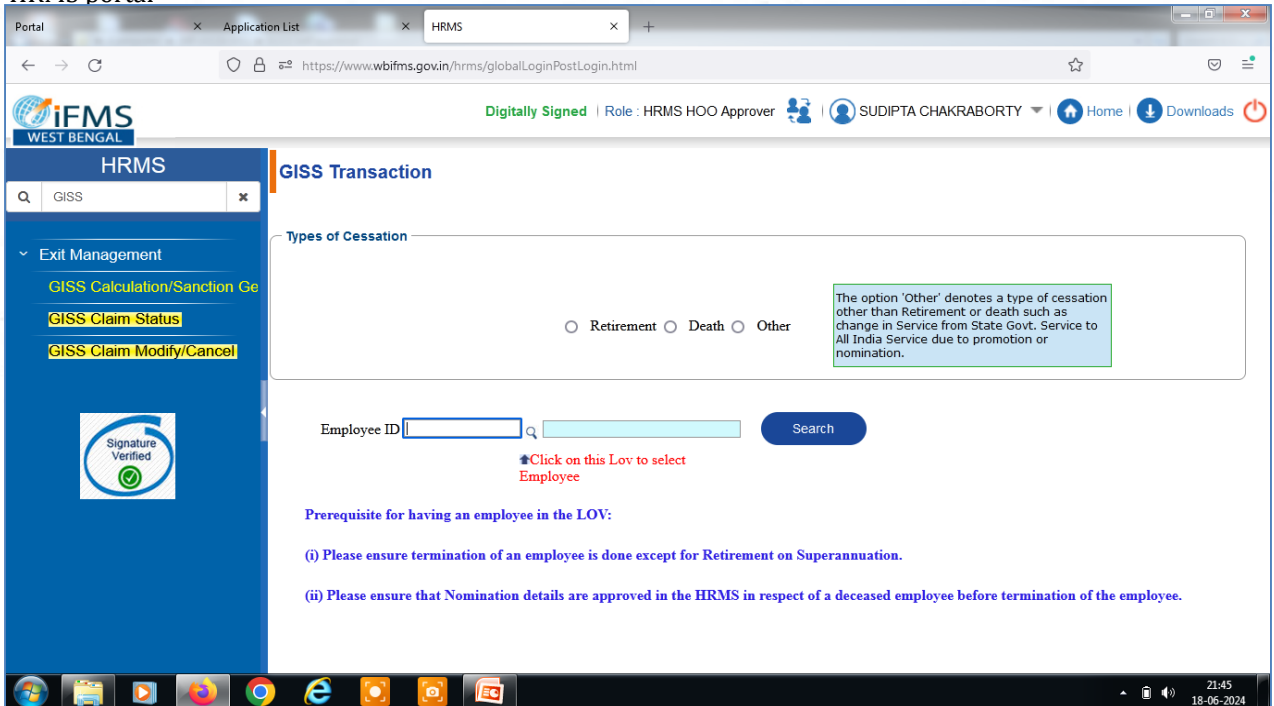 HRMS portal
Portal × Application List × HRMS × +
https://www.wbifms.gov.in/hrms/globalLoginPostLogin.html
iFMS
WEST BENGAL
Digitally Signed | Role : HRMS HOO Approver | SUDIPTA CHAKRABORTY | Home | Downloads
HRMS
GISS
Exit Management
GISS Calculation/Sanction Ge
GISS Claim Status
GISS Claim Modify/Cancel
Signature
Verified
GISS Transaction
Types of Cessation
Retirement Death Other
The option 'Other' denotes a type of cessation
other than Retirement or death such as
change in Service from State Govt. Service to
All India Service due to promotion or
nomination.
Employee ID Search
Click on this Lov to select
Employee
Prerequisite for having an employee in the LOV:
(i) Please ensure termination of an employee is done except for Retirement on Superannuation.
(ii) Please ensure that Nomination details are approved in the HRMS in respect of a deceased employee before termination of the employee.
21:45
18-06-2024